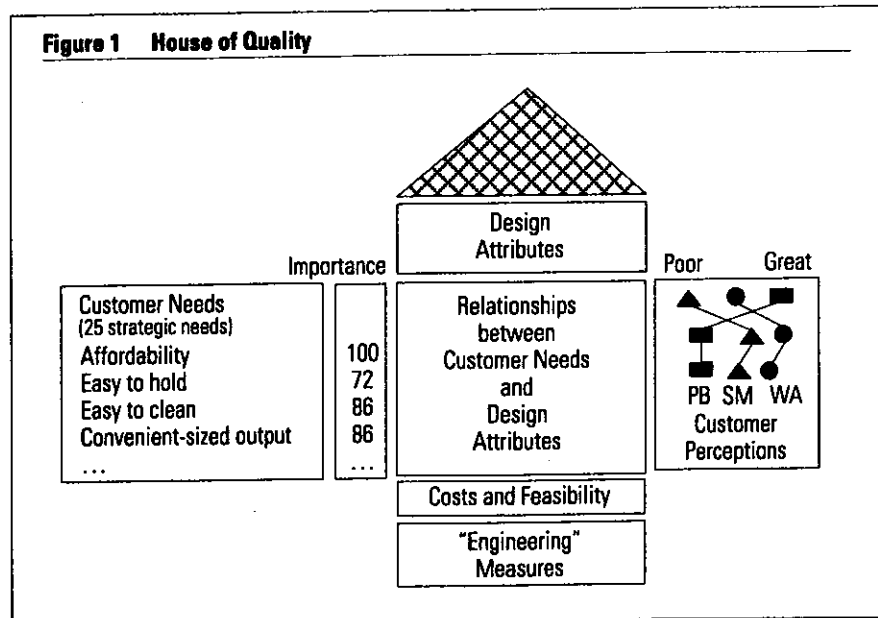 Figure 1 House of Quality
Design
Attributes
Importance
Poor Great
Customer Needs
(25 strategic needs)
Affordability 100
Easy to hold 72
Easy to clean 86
Convenient-sized output 86
... ...
Relationships
between
Customer Needs
and
Design
Attributes
PB SM WA
Customer
Perceptions
Costs and Feasibility
"Engineering"
Measures